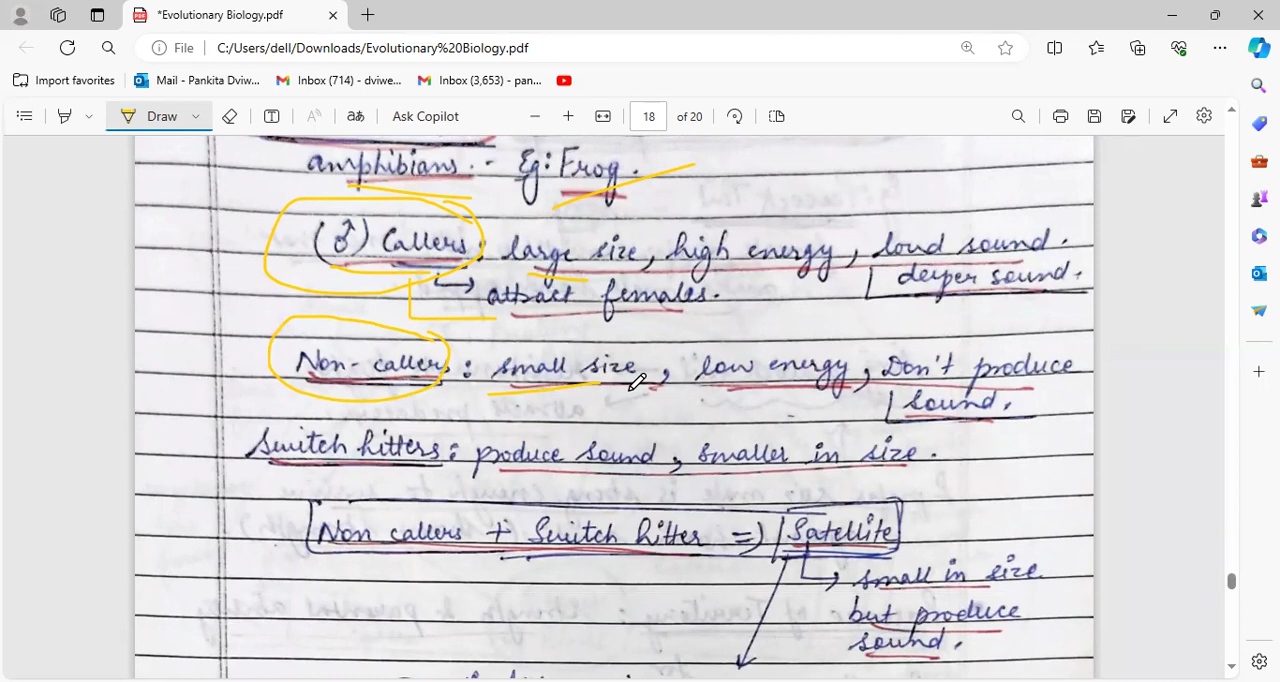 *Evolutionary Biology.pdf
File C:/Users/dell/Downloads/Evolutionary%20Biology.pdf
Import favorites Mail - Pankita Dviw... Inbox (714) - dviwe... Inbox (3,653) - pan...
Draw Ask Copilot 18 of 20
amphibians. Eg: Frog.
(♂) Callers: large size, high energy, loud sound.
deeper sound.
attract females.
Non-callers: small size, low energy, Don't produce
sound.
Switch hitters: produce sound, smaller in size.
Non callers + Switch hitter => Satellite
small in size
but produce
sound.